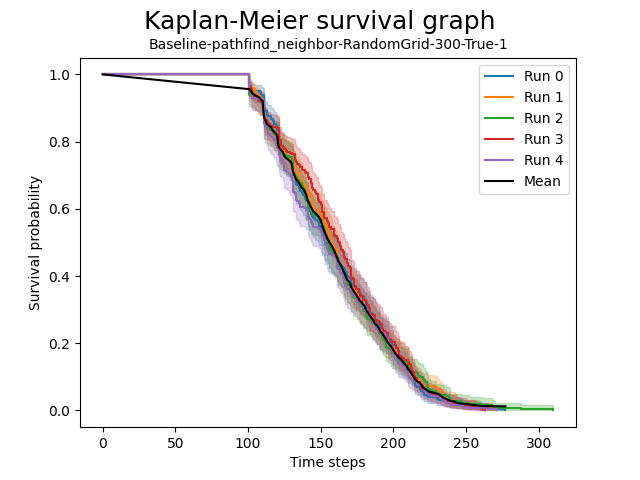 Kaplan-Meier survival graph
Baseline-pathfind_neighbor-RandomGrid-300-True-1
Survival probability
1.0
0.8
0.6
0.4
0.2
0.0
0
50
100
150
200
250
300
Time steps
Run 0
Run 1
Run 2
Run 3
Run 4
Mean